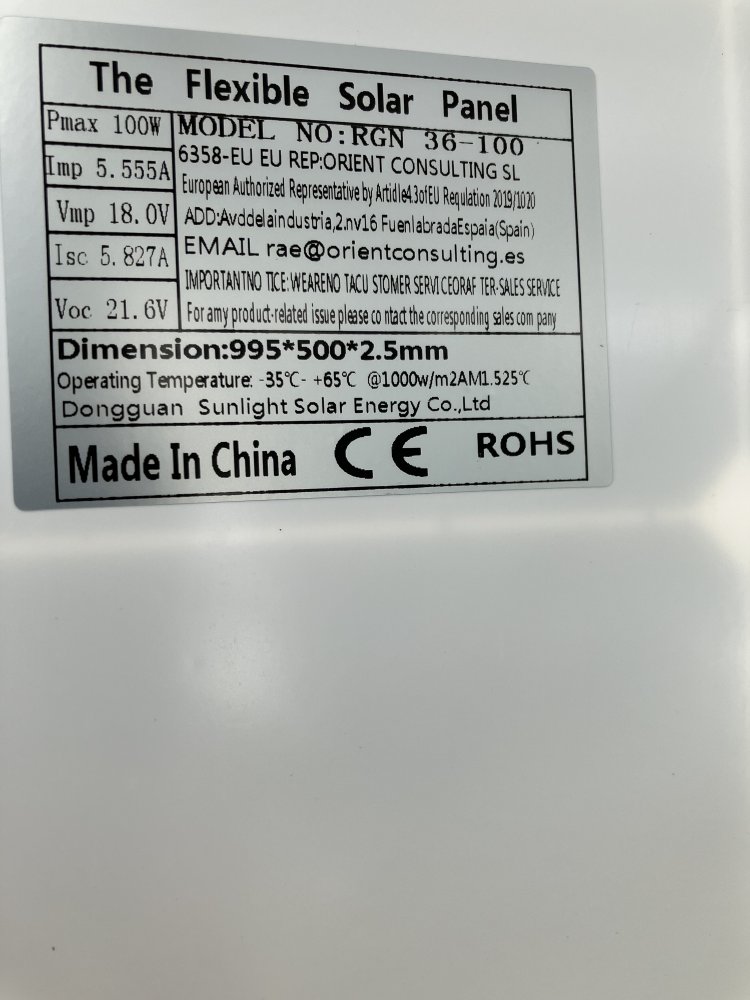 The Flexible Solar Panel
Pmax 100W
Imp 5.555A
Vmp 18.0V
Isc 5.827A
Voc 21.6V
MODEL NO:RGN 36-100
6358-EU EU REP:ORIENT CONSULTING SL
European Authorized Representative by Artidle4.3ofEU Requlation 2019/1020
ADD:Avddelaindustria,2.nv16 FuenlabradaEspaia(Spain)
EMAIL rae@orientconsulting.es
IMPORTANTNO TICE:WEARENO TACU STOMER SERVICEORAF TER-SALES SERVICE
For amy product-related issue please co ntact the corresponding sales com pany
Dimension:995*500*2.5mm
Operating Temperature: -35℃- +65℃ @1000w/m2AM1.525℃
Dongguan Sunlight Solar Energy Co.,Ltd
Made In China CE ROHS